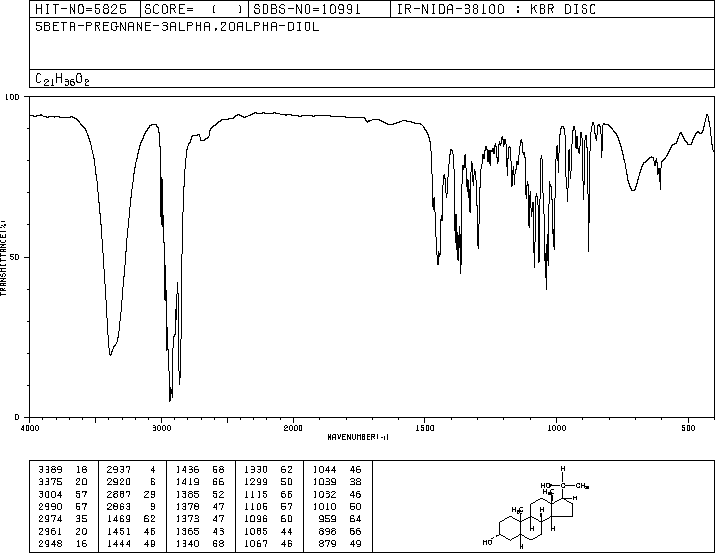 HIT-NO=5825 SCORE= ( ) SDBS-NO=10991 IR-NIDA-38100 : KBR DISC
5BETA-PREGNANE-3ALPHA,20ALPHA-DIOL
C21H36O2
100
50
0
TRANSMITTANCE(%)
4000 3000 2000 1500 1000 500
WAVENUMBER(-1)
3389 18 2937 4 1436 68 1330 62 1044 46
3375 20 2920 6 1419 66 1299 50 1039 38
3004 57 2887 29 1385 52 1115 66 1032 46
2990 57 2863 9 1378 47 1106 57 1010 50
2974 35 1469 62 1373 47 1096 60 959 64
2961 20 1451 46 1365 43 1085 44 898 66
2948 16 1444 49 1340 68 1067 46 879 49
H
HO C CH3
H3C
H
H3C
H
H H
HO
H